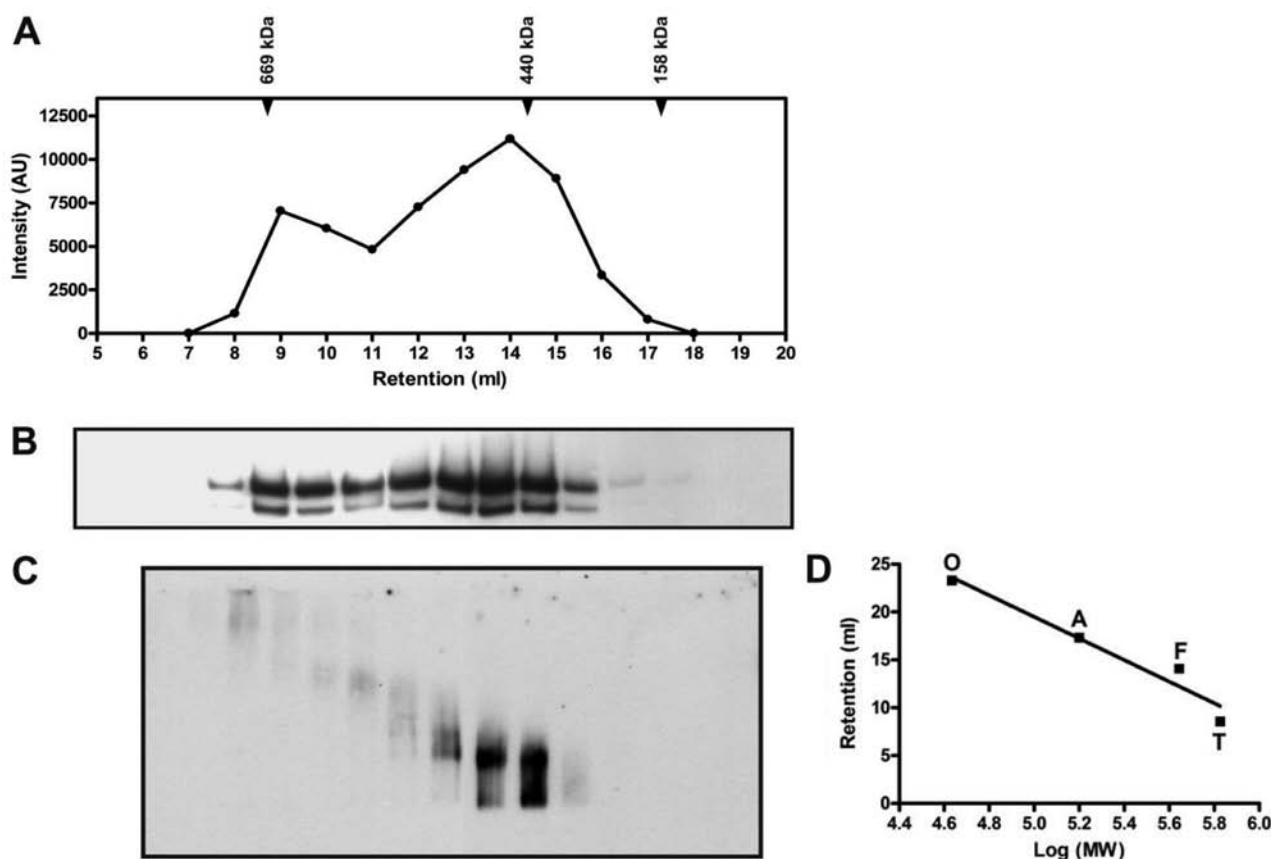 A
669 kDa
440 kDa
158 kDa
12500
10000
7500
5000
2500
0
Intensity (AU)
5 6 7 8 9 10 11 12 13 14 15 16 17 18 19 20
Retention (ml)
B
C
D
25
20
15
10
5
0
Retention (ml)
O
A
F
T
4.4 4.6 4.8 5.0 5.2 5.4 5.6 5.8 6.0
Log (MW)